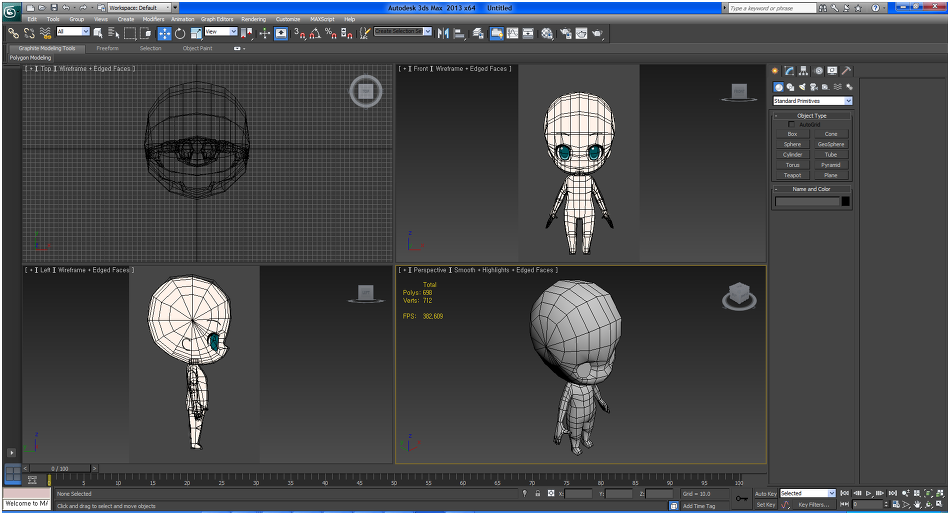 Autodesk 3ds Max 2013 x64 Untitled
Workspace: Default
Type a keyword or phrase
Edit Tools Group Views Create Modifiers Animation Graph Editors Rendering Customize MAXScript Help
All
View
Create Selection Se
Graphite Modeling Tools Freeform Selection Object Paint
Polygon Modeling
[ + ][ Top ][ Wireframe + Edged Faces ]
[ + ][ Front ][ Wireframe + Edged Faces ]
[ + ][ Left ][ Wireframe + Edged Faces ]
[ + ][ Perspective ][ Smooth + Highlights + Edged Faces ]
Total
Polys: 698
Verts: 712
FPS: 382,609
Standard Primitives
Object Type
AutoGrid
Box Cone
Sphere GeoSphere
Cylinder Tube
Torus Pyramid
Teapot Plane
Name and Color
0 / 100
5 10 15 20 25 30 35 40 45 50 55 60 65 70 75 80 85 90 95 100
None Selected
X: Y: Z: Grid = 10.0
Auto Key Selected
Welcome to MA
Click and drag to select and move objects
Add Time Tag
Set Key Key Filters...
0